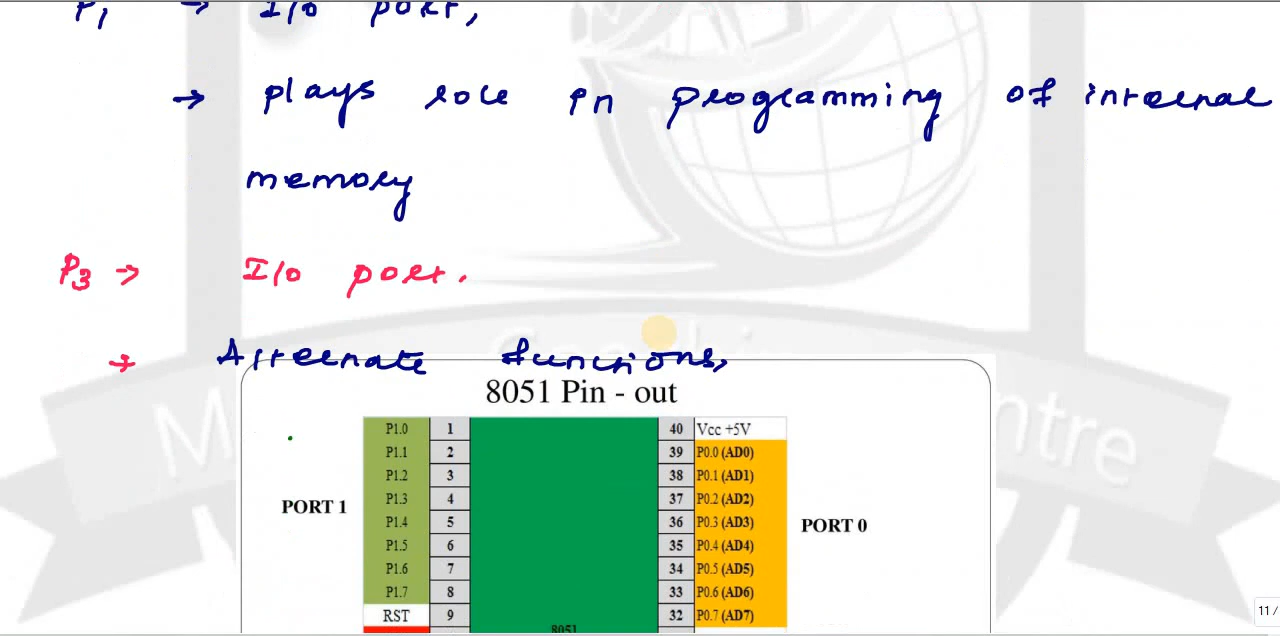 P1 → I/O port,
→ plays role in programming of internal
memory
P3 → I/O port.
→ Alternate functions,
8051 Pin - out
P1.0 1 40 Vcc +5V
P1.1 2 39 P0.0 (AD0)
P1.2 3 38 P0.1 (AD1)
P1.3 4 37 P0.2 (AD2)
PORT 1
P1.4 5 36 P0.3 (AD3)
PORT 0
P1.5 6 35 P0.4 (AD4)
P1.6 7 34 P0.5 (AD5)
P1.7 8 33 P0.6 (AD6)
RST 9 32 P0.7 (AD7)
8051
11 /